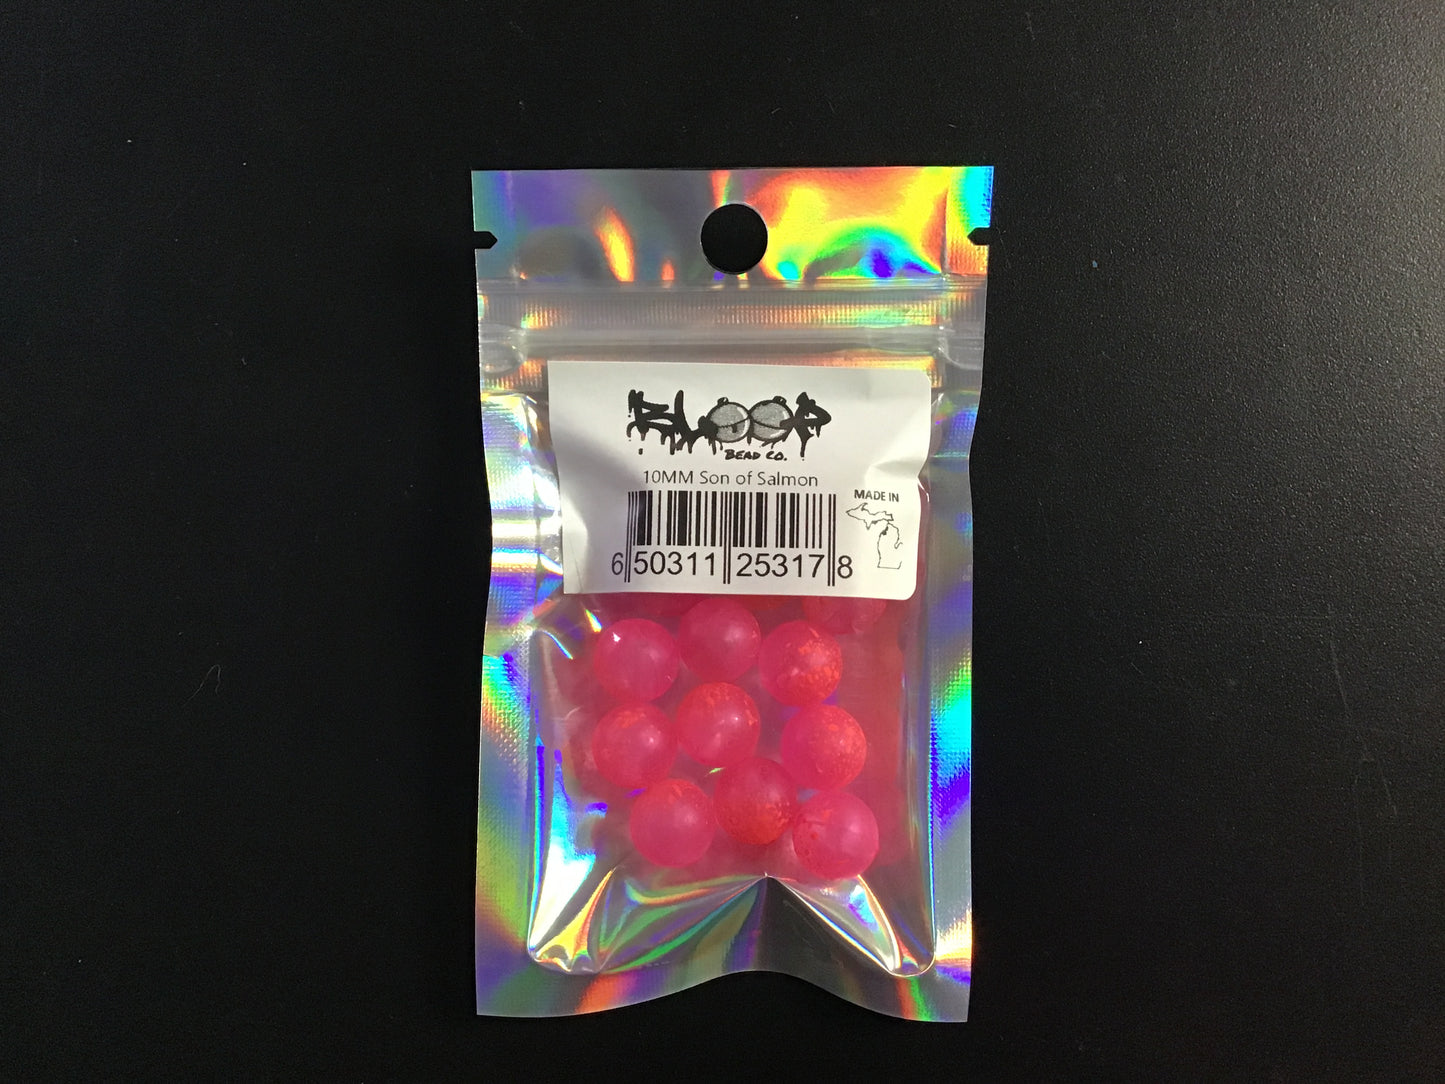 BLOOP
BEAD CO.
10MM Son of Salmon
MADE IN
6 50311 25317 8